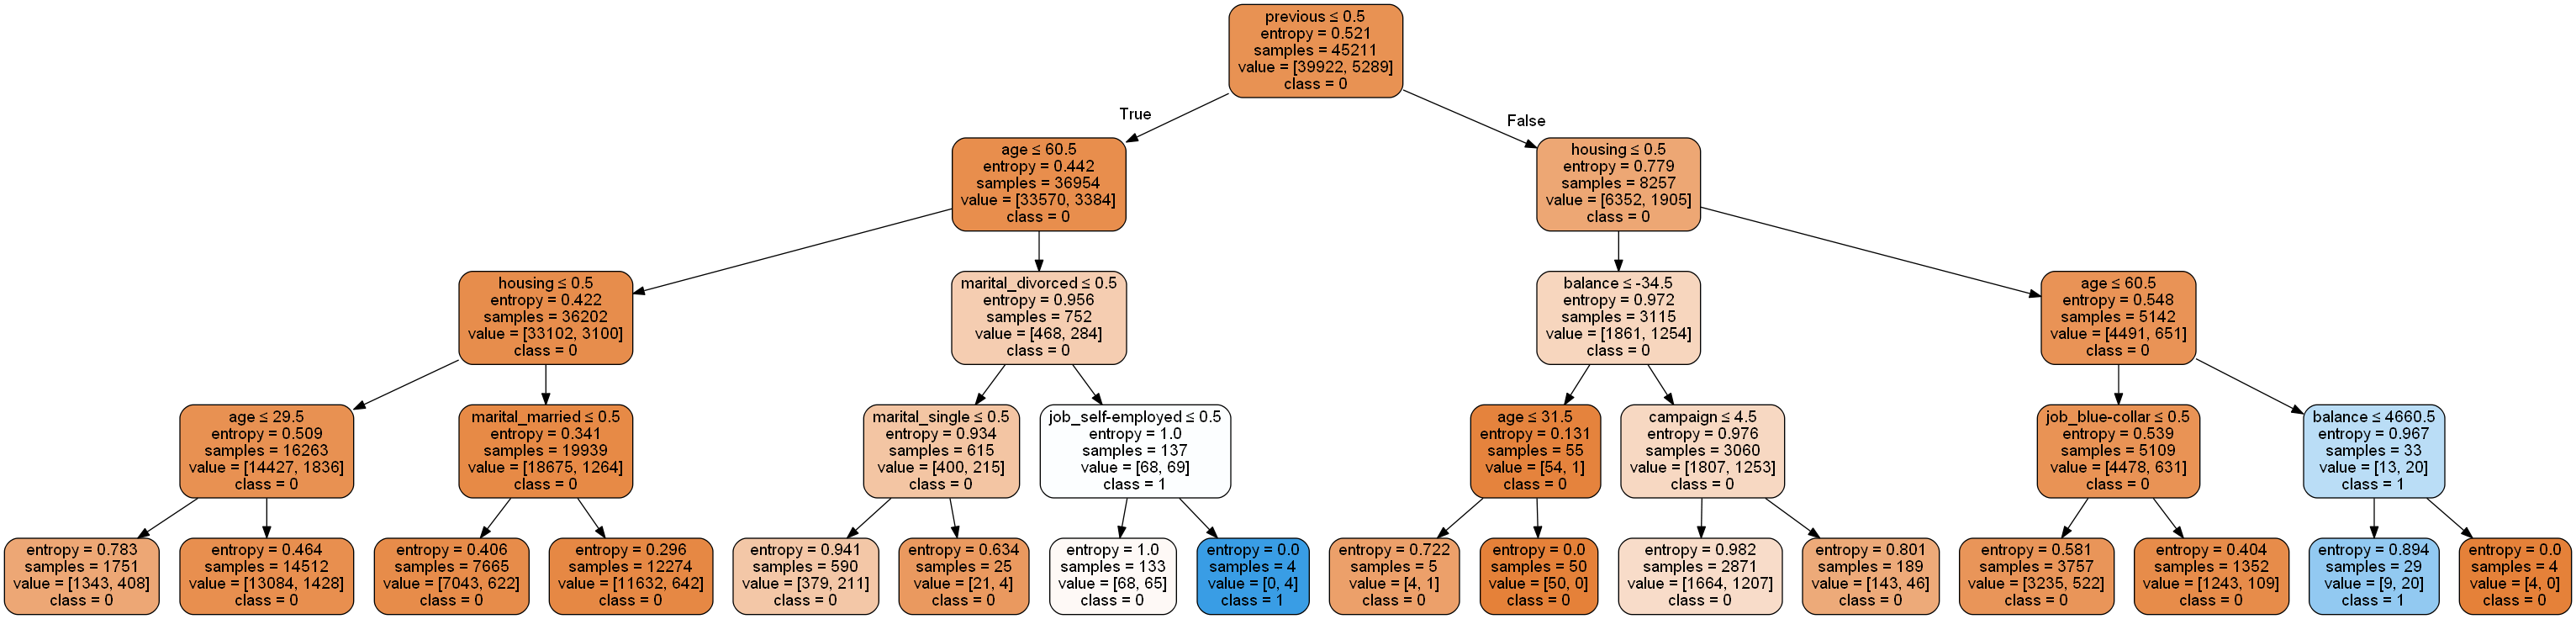 previous ≤ 0.5
entropy = 0.521
samples = 45211
value = [39922, 5289]
class = 0
True
False
age ≤ 60.5
entropy = 0.442
samples = 36954
value = [33570, 3384]
class = 0
housing ≤ 0.5
entropy = 0.779
samples = 8257
value = [6352, 1905]
class = 0
housing ≤ 0.5
entropy = 0.422
samples = 36202
value = [33102, 3100]
class = 0
marital_divorced ≤ 0.5
entropy = 0.956
samples = 752
value = [468, 284]
class = 0
balance ≤ -34.5
entropy = 0.972
samples = 3115
value = [1861, 1254]
class = 0
age ≤ 60.5
entropy = 0.548
samples = 5142
value = [4491, 651]
class = 0
age ≤ 29.5
entropy = 0.509
samples = 16263
value = [14427, 1836]
class = 0
marital_married ≤ 0.5
entropy = 0.341
samples = 19939
value = [18675, 1264]
class = 0
marital_single ≤ 0.5
entropy = 0.934
samples = 615
value = [400, 215]
class = 0
job_self-employed ≤ 0.5
entropy = 1.0
samples = 137
value = [68, 69]
class = 1
age ≤ 31.5
entropy = 0.131
samples = 55
value = [54, 1]
class = 0
campaign ≤ 4.5
entropy = 0.976
samples = 3060
value = [1807, 1253]
class = 0
job_blue-collar ≤ 0.5
entropy = 0.539
samples = 5109
value = [4478, 631]
class = 0
balance ≤ 4660.5
entropy = 0.967
samples = 33
value = [13, 20]
class = 1
entropy = 0.783
samples = 1751
value = [1343, 408]
class = 0
entropy = 0.464
samples = 14512
value = [13084, 1428]
class = 0
entropy = 0.406
samples = 7665
value = [7043, 622]
class = 0
entropy = 0.296
samples = 12274
value = [11632, 642]
class = 0
entropy = 0.941
samples = 590
value = [379, 211]
class = 0
entropy = 0.634
samples = 25
value = [21, 4]
class = 0
entropy = 1.0
samples = 133
value = [68, 65]
class = 0
entropy = 0.0
samples = 4
value = [0, 4]
class = 1
entropy = 0.722
samples = 5
value = [4, 1]
class = 0
entropy = 0.0
samples = 50
value = [50, 0]
class = 0
entropy = 0.982
samples = 2871
value = [1664, 1207]
class = 0
entropy = 0.801
samples = 189
value = [143, 46]
class = 0
entropy = 0.581
samples = 3757
value = [3235, 522]
class = 0
entropy = 0.404
samples = 1352
value = [1243, 109]
class = 0
entropy = 0.894
samples = 29
value = [9, 20]
class = 1
entropy = 0.0
samples = 4
value = [4, 0]
class = 0